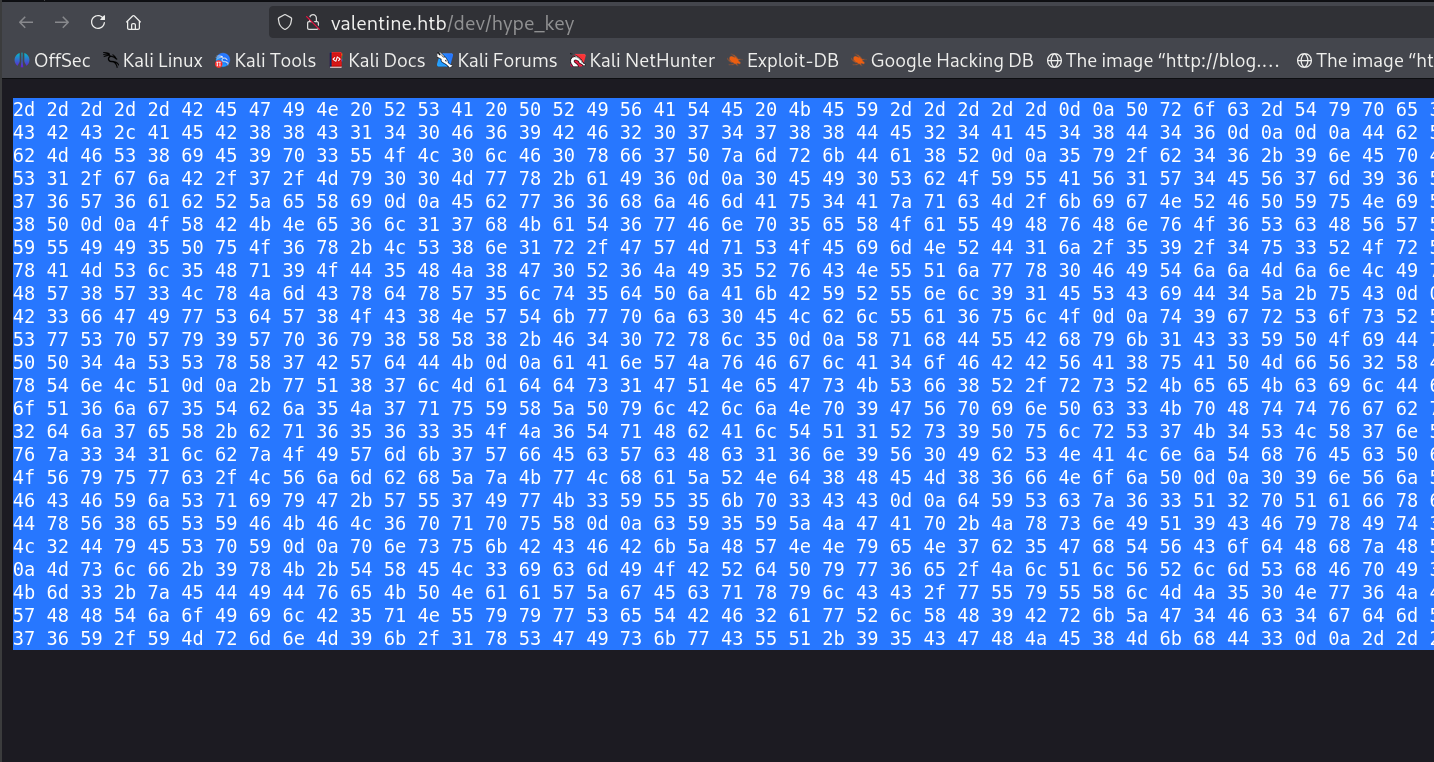 valentine.htb/dev/hype_key
OffSec Kali Linux Kali Tools Kali Docs Kali Forums Kali NetHunter Exploit-DB Google Hacking DB The image “http://blog.... The image “ht
2d 2d 2d 2d 2d 42 45 47 49 4e 20 52 53 41 20 50 52 49 56 41 54 45 20 4b 45 59 2d 2d 2d 2d 2d 0d 0a 50 72 6f 63 2d 54 79 70 65
43 42 43 2c 41 45 42 38 38 43 31 34 30 46 36 39 42 46 32 30 37 34 37 38 38 44 45 32 34 41 45 34 38 44 34 36 0d 0a 0d 0a 44 62
62 4d 46 53 38 69 45 39 70 33 55 4f 4c 30 6c 46 30 78 66 37 50 7a 6d 72 6b 44 61 38 52 0d 0a 35 79 2f 62 34 36 2b 39 6e 45 70
53 31 2f 67 6a 42 2f 37 2f 4d 79 30 30 4d 77 78 2b 61 49 36 0d 0a 30 45 49 30 53 62 4f 59 55 41 56 31 57 34 45 56 37 6d 39 36
37 36 57 36 61 62 52 5a 65 58 69 0d 0a 45 62 77 36 36 68 6a 46 6d 41 75 34 41 7a 71 63 4d 2f 6b 69 67 4e 52 46 50 59 75 4e 69
38 50 0d 0a 4f 58 42 4b 4e 65 36 6c 31 37 68 4b 61 54 36 77 46 6e 70 35 65 58 4f 61 55 49 48 76 48 6e 76 4f 36 53 63 48 56 57
59 55 49 49 35 50 75 4f 36 78 2b 4c 53 38 6e 31 72 2f 47 57 4d 71 53 4f 45 69 6d 4e 52 44 31 6a 2f 35 39 2f 34 75 33 52 4f 72
78 41 4d 53 6c 35 48 71 39 4f 44 35 48 4a 38 47 30 52 36 4a 49 35 52 76 43 4e 55 51 6a 77 78 30 46 49 54 6a 6a 4d 6a 6e 4c 49
48 57 38 57 33 4c 78 4a 6d 43 78 64 78 57 35 6c 74 35 64 50 6a 41 6b 42 59 52 55 6e 6c 39 31 45 53 43 69 44 34 5a 2b 75 43 0d
42 33 66 47 49 77 53 64 57 38 4f 43 38 4e 57 54 6b 77 70 6a 63 30 45 4c 62 6c 55 61 36 75 6c 4f 0d 0a 74 39 67 72 53 6f 73 52
53 77 53 70 57 79 39 57 70 36 79 38 58 58 38 2b 46 34 30 72 78 6c 35 0d 0a 58 71 68 44 55 42 68 79 6b 31 43 33 59 50 4f 69 44
50 50 34 4a 53 53 78 58 37 42 57 64 44 4b 0d 0a 61 41 6e 57 4a 76 46 67 6c 41 34 6f 46 42 42 56 41 38 75 41 50 4d 66 56 32 58
78 54 6e 4c 51 0d 0a 2b 77 51 38 37 6c 4d 61 64 64 73 31 47 51 4e 65 47 73 4b 53 66 38 52 2f 72 73 52 4b 65 65 4b 63 69 6c 44
6f 51 36 6a 67 35 54 62 6a 35 4a 37 71 75 59 58 5a 50 79 6c 42 6c 6a 4e 70 39 47 56 70 69 6e 50 63 33 4b 70 48 74 74 76 67 62
32 64 6a 37 65 58 2b 62 71 36 35 36 33 35 4f 4a 36 54 71 48 62 41 6c 54 51 31 52 73 39 50 75 6c 72 53 37 4b 34 53 4c 58 37 6e
76 7a 33 34 31 6c 62 7a 4f 49 57 6d 6b 37 57 66 45 63 57 63 48 63 31 36 6e 39 56 30 49 62 53 4e 41 4c 6e 6a 54 68 76 45 63 50
4f 56 79 75 77 63 2f 4c 56 6a 6d 62 68 5a 7a 4b 77 4c 68 61 5a 52 4e 64 38 48 45 4d 38 36 66 4e 6f 6a 50 0d 0a 30 39 6e 56 6a
46 43 46 59 6a 53 71 69 79 47 2b 57 55 37 49 77 4b 33 59 55 35 6b 70 33 43 43 0d 0a 64 59 53 63 7a 36 33 51 32 70 51 61 66 78
44 78 56 38 65 53 59 46 4b 46 4c 36 70 71 70 75 58 0d 0a 63 59 35 59 5a 4a 47 41 70 2b 4a 78 73 6e 49 51 39 43 46 79 78 49 74
4c 32 44 79 45 53 70 59 0d 0a 70 6e 73 75 6b 42 43 46 42 6b 5a 48 57 4e 4e 79 65 4e 37 62 35 47 68 54 56 43 6f 64 48 68 7a 48
0a 4d 73 6c 66 2b 39 78 4b 2b 54 58 45 4c 33 69 63 6d 49 4f 42 52 64 50 79 77 36 65 2f 4a 6c 51 6c 56 52 6c 6d 53 68 46 70 49
4b 6d 33 2b 7a 45 44 49 44 76 65 4b 50 4e 61 61 57 5a 67 45 63 71 78 79 6c 43 43 2f 77 55 79 55 58 6c 4d 4a 35 30 4e 77 36 4a
57 48 48 54 6a 6f 49 69 6c 42 35 71 4e 55 79 79 77 53 65 54 42 46 32 61 77 52 6c 58 48 39 42 72 6b 5a 47 34 46 63 34 67 64 6d
37 36 59 2f 59 4d 72 6d 6e 4d 39 6b 2f 31 78 53 47 49 73 6b 77 43 55 51 2b 39 35 43 47 48 4a 45 38 4d 6b 68 44 33 0d 0a 2d 2d